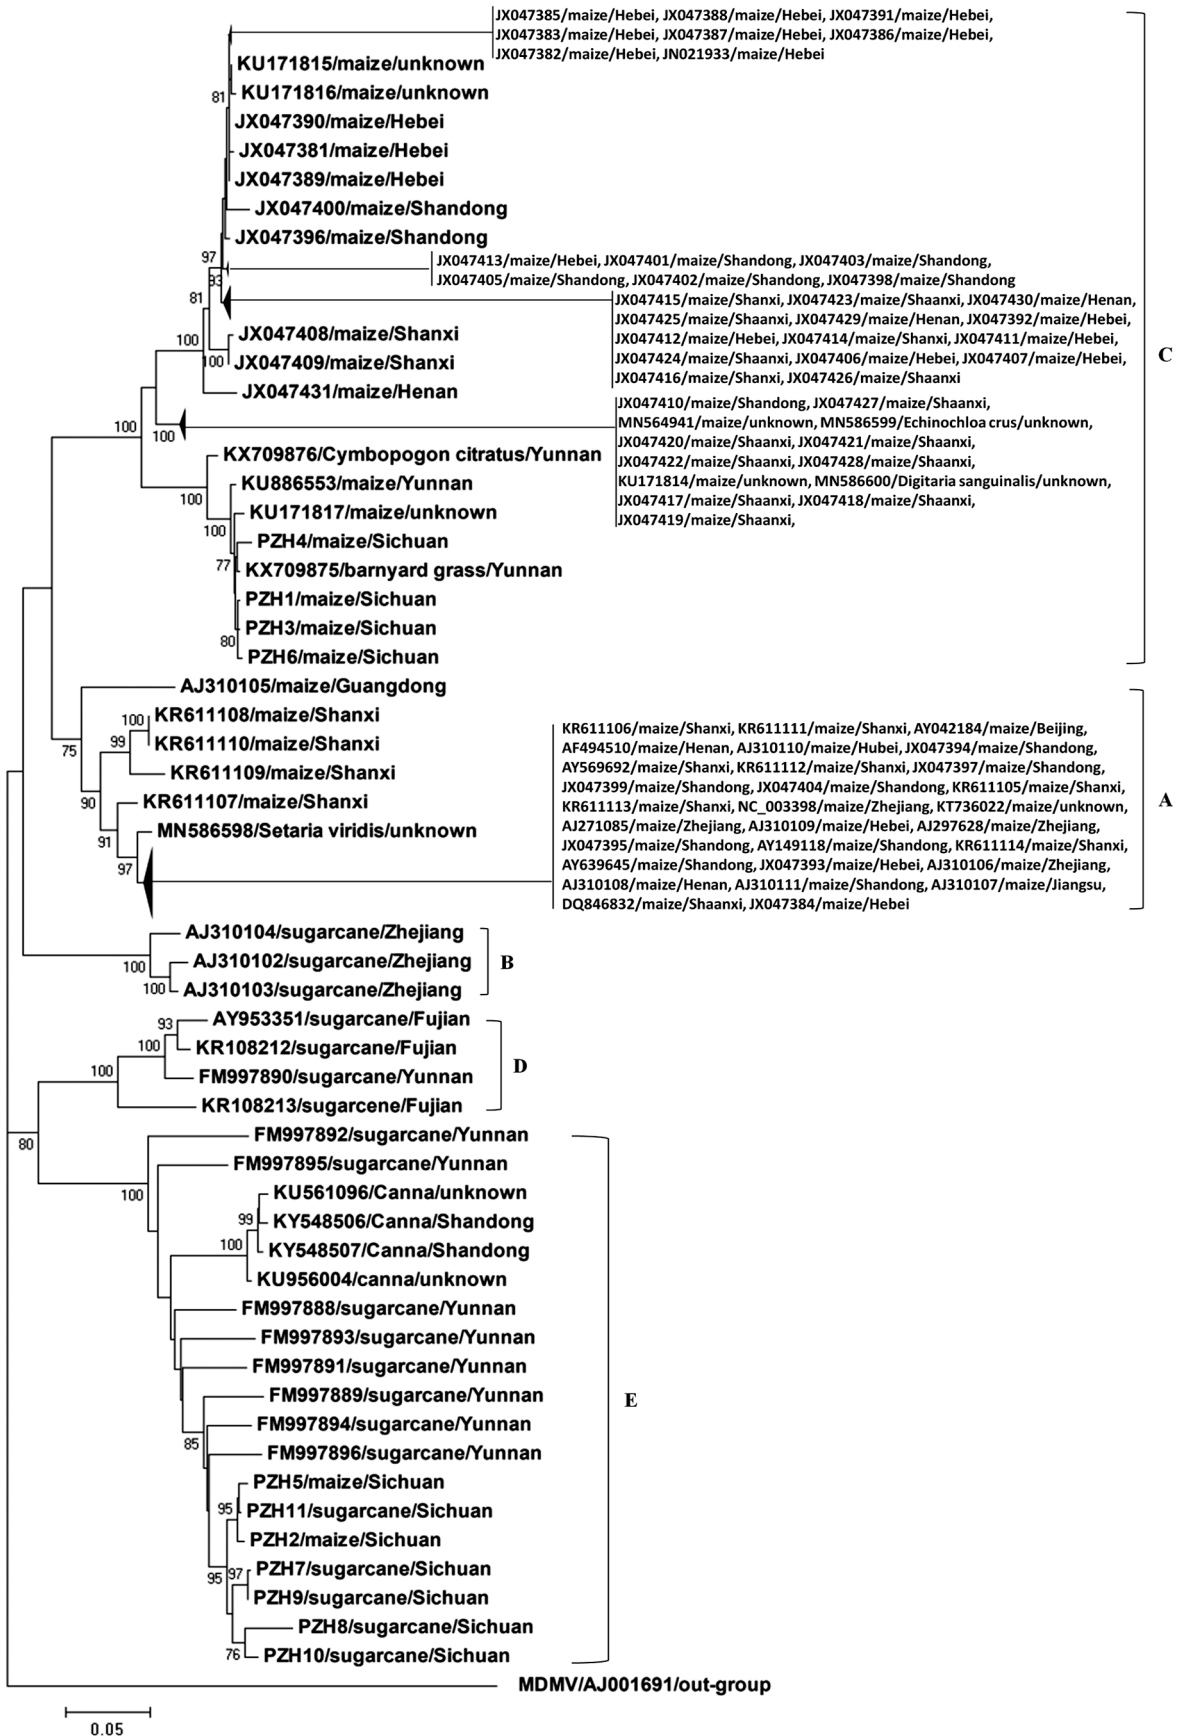 JX047385/maize/Hebei, JX047388/maize/Hebei, JX047391/maize/Hebei,
JX047383/maize/Hebei, JX047387/maize/Hebei, JX047386/maize/Hebei,
JX047382/maize/Hebei, JN021933/maize/Hebei
KU171815/maize/unknown
81
KU171816/maize/unknown
JX047390/maize/Hebei
JX047381/maize/Hebei
JX047389/maize/Hebei
JX047400/maize/Shandong
JX047396/maize/Shandong
97
93
JX047413/maize/Hebei, JX047401/maize/Shandong, JX047403/maize/Shandong,
JX047405/maize/Shandong, JX047402/maize/Shandong, JX047398/maize/Shandong
81
JX047415/maize/Shanxi, JX047423/maize/Shaanxi, JX047430/maize/Henan,
JX047425/maize/Shaanxi, JX047429/maize/Henan, JX047392/maize/Hebei,
JX047412/maize/Hebei, JX047414/maize/Shanxi, JX047411/maize/Hebei,
JX047424/maize/Shaanxi, JX047406/maize/Hebei, JX047407/maize/Hebei,
JX047416/maize/Shanxi, JX047426/maize/Shaanxi
JX047408/maize/Shanxi
100
100
JX047409/maize/Shanxi
C
JX047431/maize/Henan
100
100
JX047410/maize/Shandong, JX047427/maize/Shaanxi,
MN564941/maize/unknown, MN586599/Echinochloa crus/unknown,
JX047420/maize/Shaanxi, JX047421/maize/Shaanxi,
JX047422/maize/Shaanxi, JX047428/maize/Shaanxi,
KU171814/maize/unknown, MN586600/Digitaria sanguinalis/unknown,
JX047417/maize/Shaanxi, JX047418/maize/Shaanxi,
JX047419/maize/Shaanxi,
KX709876/Cymbopogon citratus/Yunnan
100
KU886553/maize/Yunnan
KU171817/maize/unknown
100
PZH4/maize/Sichuan
77
KX709875/barnyard grass/Yunnan
PZH1/maize/Sichuan
PZH3/maize/Sichuan
80
PZH6/maize/Sichuan
AJ310105/maize/Guangdong
75
100
KR611108/maize/Shanxi
99
KR611110/maize/Shanxi
KR611109/maize/Shanxi
90
KR611107/maize/Shanxi
91
MN586598/Setaria viridis/unknown
97
KR611106/maize/Shanxi, KR611111/maize/Shanxi, AY042184/maize/Beijing,
AF494510/maize/Henan, AJ310110/maize/Hubei, JX047394/maize/Shandong,
AY569692/maize/Shanxi, KR611112/maize/Shanxi, JX047397/maize/Shandong,
JX047399/maize/Shandong, JX047404/maize/Shandong, KR611105/maize/Shanxi,
KR611113/maize/Shanxi, NC_003398/maize/Zhejiang, KT736022/maize/unknown,
AJ271085/maize/Zhejiang, AJ310109/maize/Hebei, AJ297628/maize/Zhejiang,
JX047395/maize/Shandong, AY149118/maize/Shandong, KR611114/maize/Shanxi,
AY639645/maize/Shandong, JX047393/maize/Hebei, AJ310106/maize/Zhejiang,
AJ310108/maize/Henan, AJ310111/maize/Shandong, AJ310107/maize/Jiangsu,
DQ846832/maize/Shaanxi, JX047384/maize/Hebei
A
AJ310104/sugarcane/Zhejiang
100
AJ310102/sugarcane/Zhejiang
B
100
AJ310103/sugarcane/Zhejiang
93
AY953351/sugarcane/Fujian
100
KR108212/sugarcane/Fujian
100
FM997890/sugarcane/Yunnan
D
KR108213/sugarcene/Fujian
80
FM997892/sugarcane/Yunnan
100
FM997895/sugarcane/Yunnan
KU561096/Canna/unknown
99
KY548506/Canna/Shandong
100
KY548507/Canna/Shandong
KU956004/canna/unknown
FM997888/sugarcane/Yunnan
FM997893/sugarcane/Yunnan
FM997891/sugarcane/Yunnan
FM997889/sugarcane/Yunnan
E
FM997894/sugarcane/Yunnan
85
FM997896/sugarcane/Yunnan
PZH5/maize/Sichuan
95
PZH11/sugarcane/Sichuan
PZH2/maize/Sichuan
95
97
PZH7/sugarcane/Sichuan
PZH9/sugarcane/Sichuan
PZH8/sugarcane/Sichuan
76
PZH10/sugarcane/Sichuan
MDMV/AJ001691/out-group
0.05